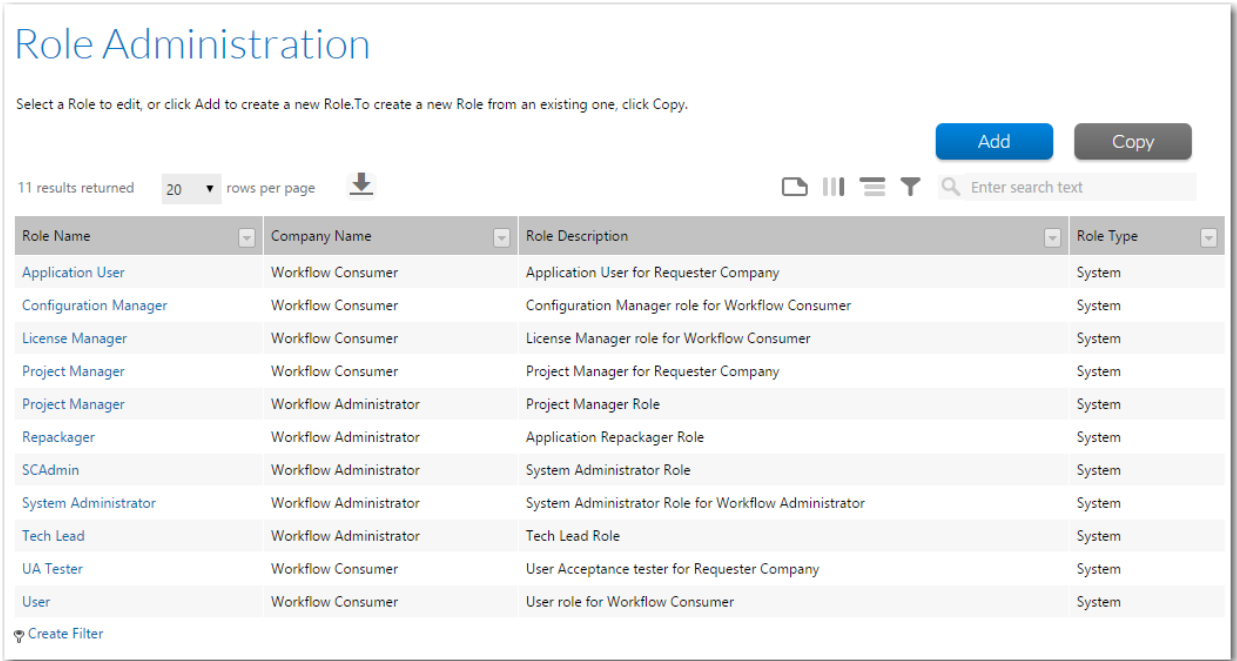 Role Administration
Select a Role to edit, or click Add to create a new Role.To create a new Role from an existing one, click Copy.
Add Copy
11 results returned 20 rows per page Enter search text
Role Name Company Name Role Description Role Type
Application User Workflow Consumer Application User for Requester Company System
Configuration Manager Workflow Consumer Configuration Manager role for Workflow Consumer System
License Manager Workflow Consumer License Manager role for Workflow Consumer System
Project Manager Workflow Consumer Project Manager for Requester Company System
Project Manager Workflow Administrator Project Manager Role System
Repackager Workflow Administrator Application Repackager Role System
SCAdmin Workflow Administrator System Administrator Role System
System Administrator Workflow Administrator System Administrator Role for Workflow Administrator System
Tech Lead Workflow Administrator Tech Lead Role System
UA Tester Workflow Consumer User Acceptance tester for Requester Company System
User Workflow Consumer User role for Workflow Consumer System
Create Filter